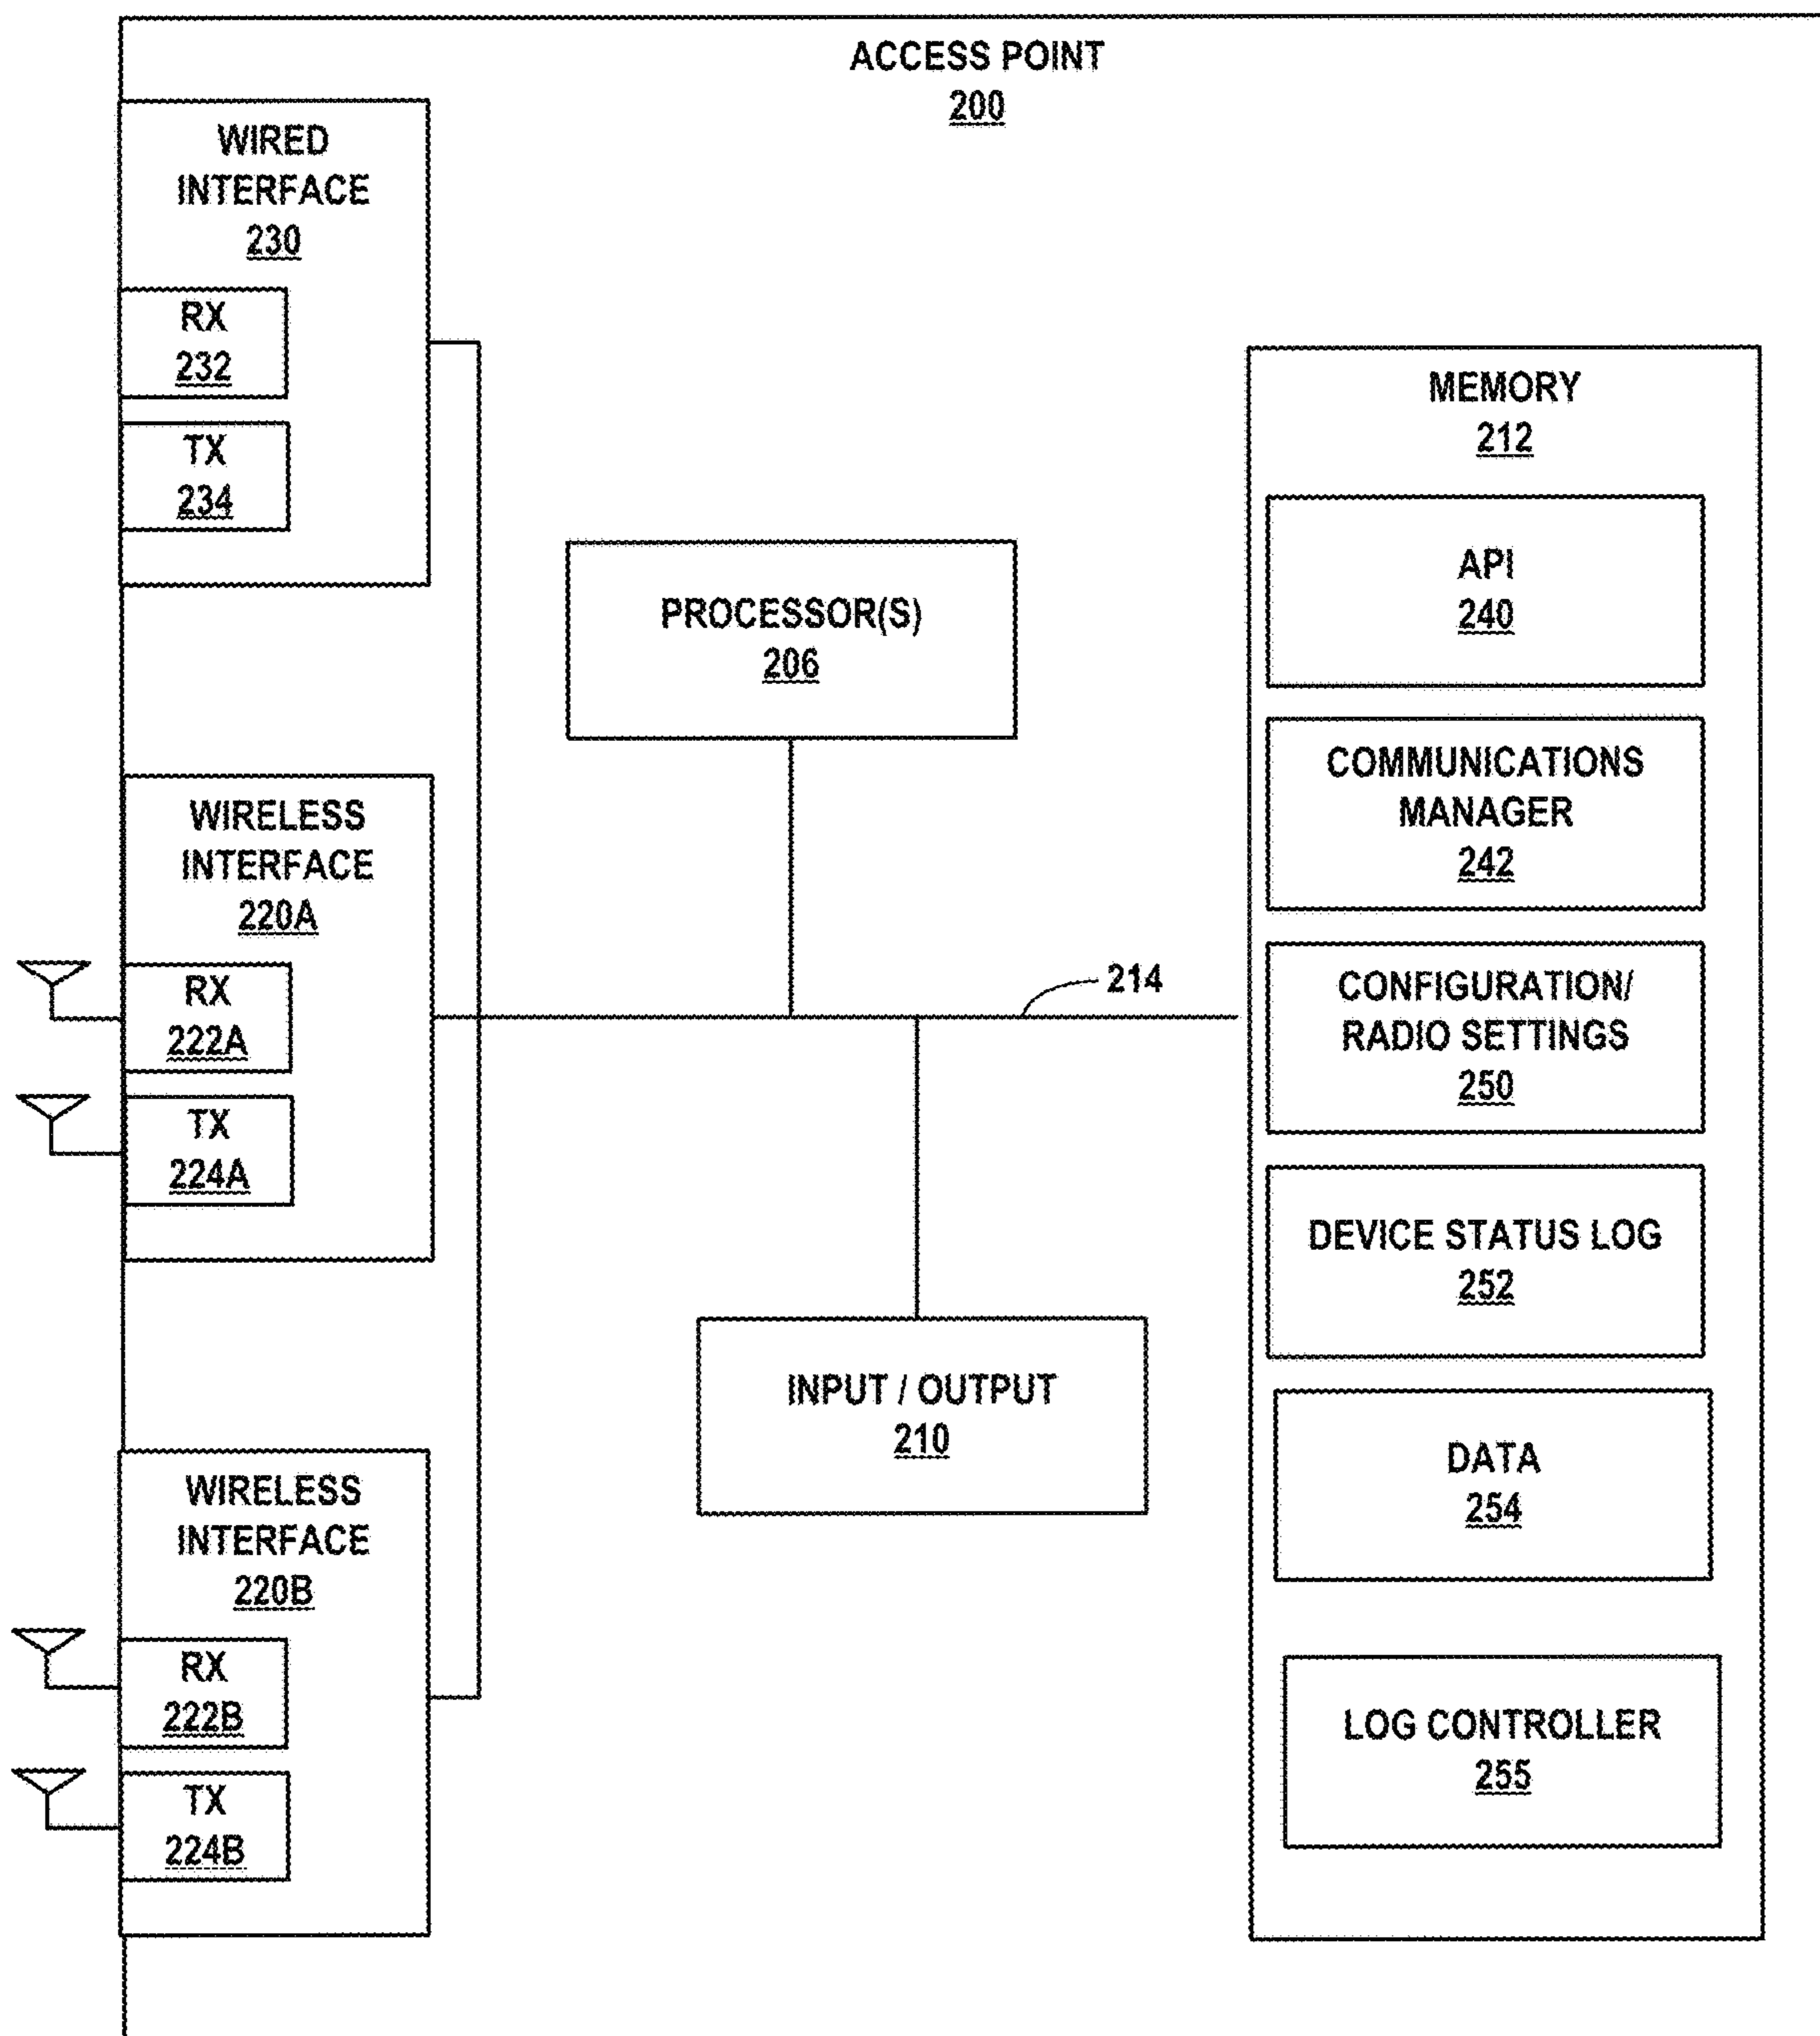 ACCESS POINT
200
WIRED
INTERFACE
230
RX
232
TX
234
WIRELESS
INTERFACE
220A
RX
222A
TX
224A
WIRELESS
INTERFACE
220B
RX
222B
TX
224B
PROCESSOR(S)
206
214
INPUT / OUTPUT
210
MEMORY
212
API
240
COMMUNICATIONS
MANAGER
242
CONFIGURATION/
RADIO SETTINGS
250
DEVICE STATUS LOG
252
DATA
254
LOG CONTROLLER
255